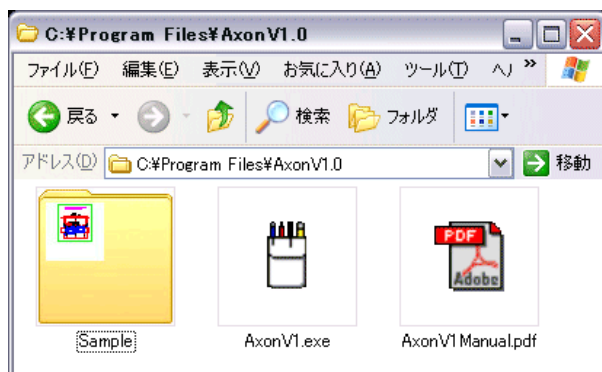 C:¥Program Files¥AxonV1.0
ファイル(F) 編集(E) 表示(V) お気に入り(A) ツール(T) ヘ »
戻る 検索 フォルダ
アドレス(D) C:¥Program Files¥AxonV1.0 移動
PDF
Adobe
Sample AxonV1.exe AxonV1Manual.pdf